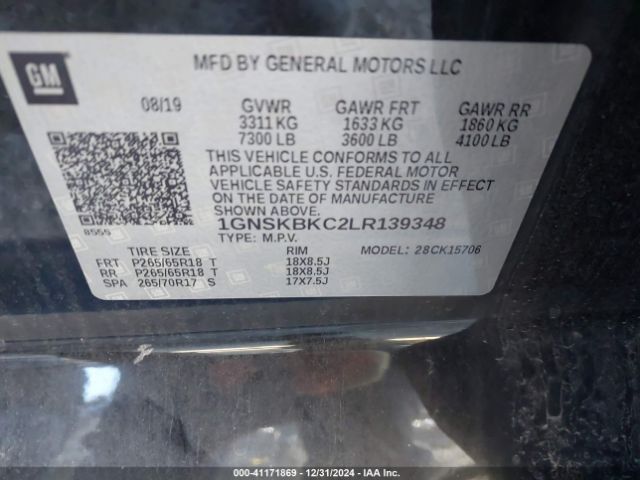 GM
MFD BY GENERAL MOTORS LLC
08/19 GVWR GAWR FRT GAWR RR
3311 KG 1633 KG 1860 KG
7300 LB 3600 LB 4100 LB
THIS VEHICLE CONFORMS TO ALL
APPLICABLE U.S. FEDERAL MOTOR
VEHICLE SAFETY STANDARDS IN EFFECT
ON THE DATE OF MANUFACTURE
SHOWN ABOVE.
8559 1GNSKBKC2LR139348
TYPE: M.P.V. MODEL: 28CK15706
TIRE SIZE RIM
FRT P265/65R18 T 18X8.5J
RR P265/65R18 T 18X8.5J
SPA 265/70R17 S 17X7.5J
000-41171869 - 12/31/2024 - IAA Inc.